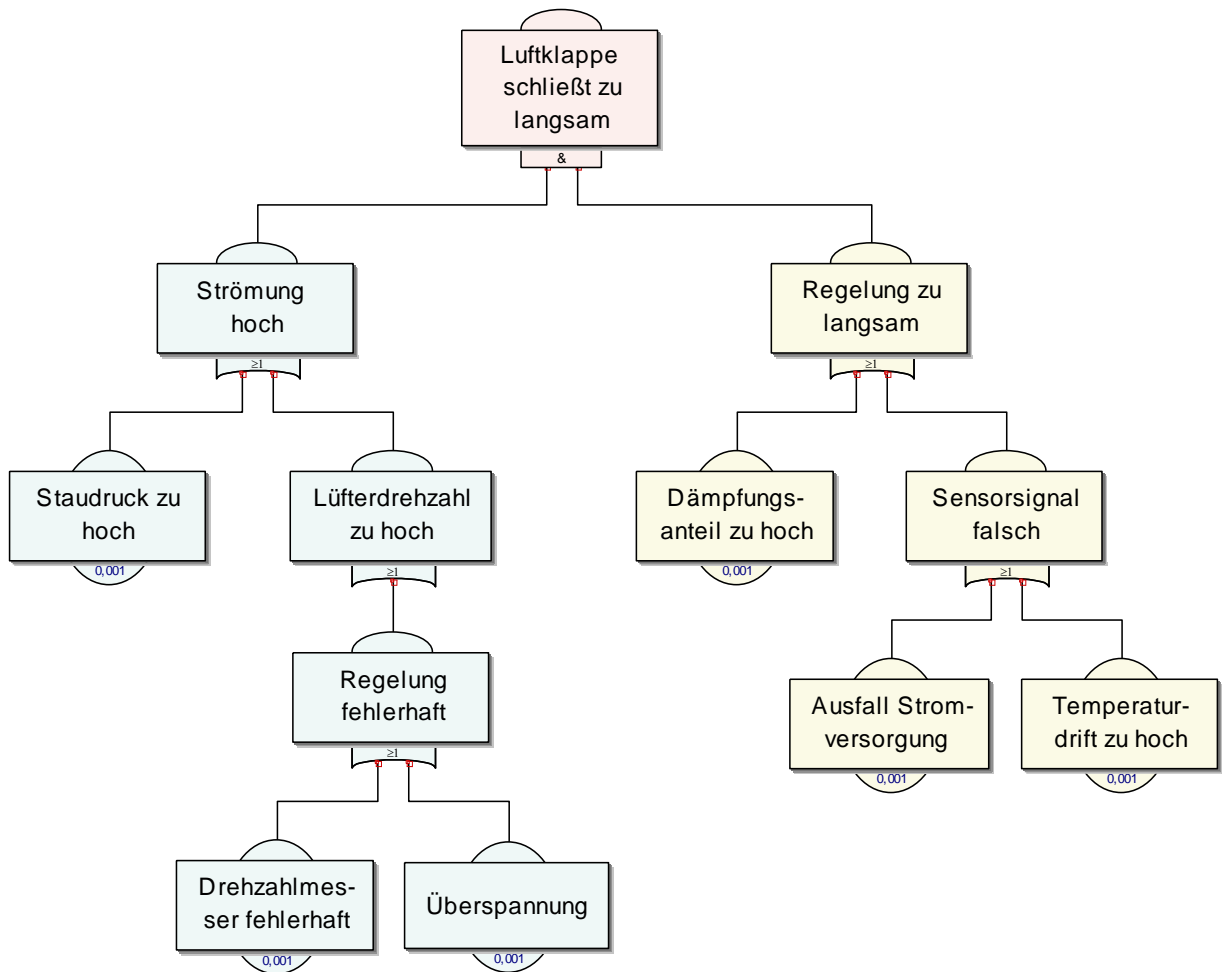 Luftklappe
schließt zu
langsam
&
Strömung
hoch
≥1
Regelung zu
langsam
≥1
Staudruck zu
hoch
0,001
Lüfterdrehzahl
zu hoch
≥1
Dämpfungs-
anteil zu hoch
0,001
Sensorsignal
falsch
≥1
Regelung
fehlerhaft
≥1
Ausfall Strom-
versorgung
0,001
Temperatur-
drift zu hoch
0,001
Drehzahlmes-
ser fehlerhaft
0,001
Überspannung
0,001